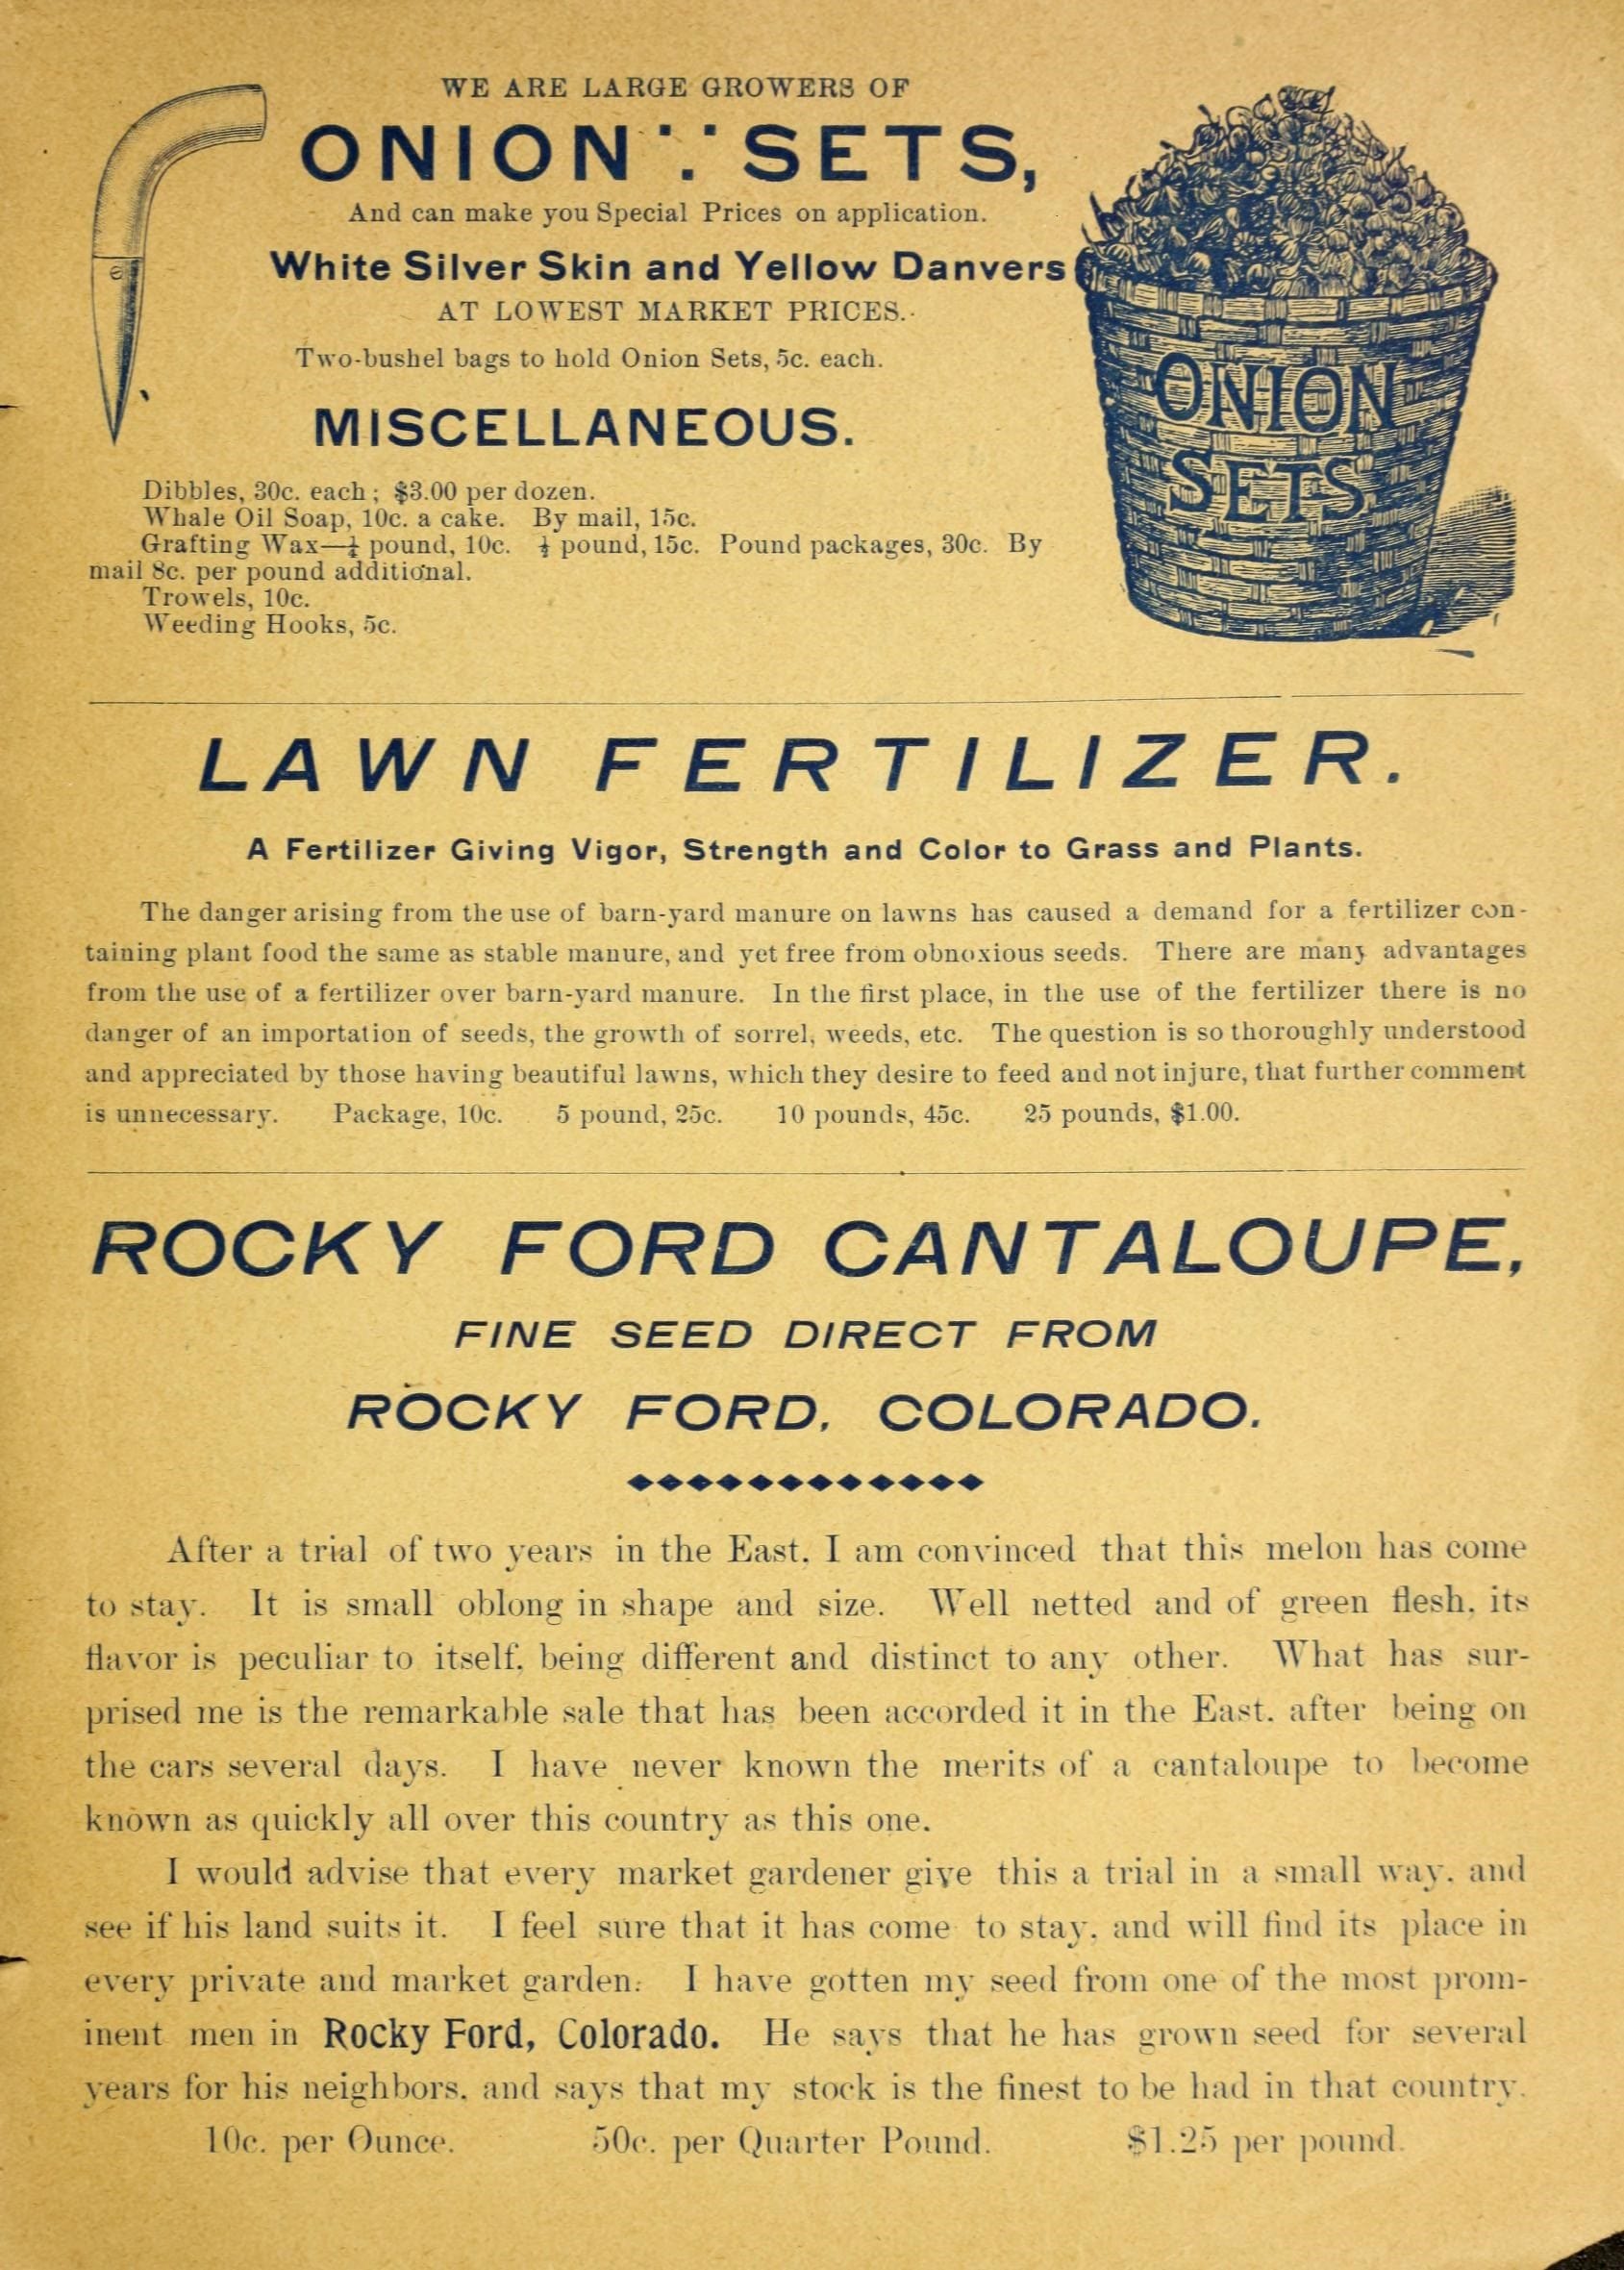 WE ARE LARGE GROWERS OF
ONION SETS,
And can make you Special Prices on application.
White Silver Skin and Yellow Danvers
AT LOWEST MARKET PRICES.
Two-bushel bags to hold Onion Sets, 5c. each.
ONION
SETS
MISCELLANEOUS.
Dibbles, 30c. each; $3.00 per dozen.
Whale Oil Soap, 10c. a cake. By mail, 15c.
Grafting Wax—¼ pound, 10c. ½ pound, 15c. Pound packages, 30c. By
mail 8c. per pound additional.
Trowels, 10c.
Weeding Hooks, 5c.
LAWN FERTILIZER.
A Fertilizer Giving Vigor, Strength and Color to Grass and Plants.
The danger arising from the use of barn-yard manure on lawns has caused a demand for a fertilizer con-
taining plant food the same as stable manure, and yet free from obnoxious seeds. There are many advantages
from the use of a fertilizer over barn-yard manure. In the first place, in the use of the fertilizer there is no
danger of an importation of seeds, the growth of sorrel, weeds, etc. The question is so thoroughly understood
and appreciated by those having beautiful lawns, which they desire to feed and not injure, that further comment
is unnecessary. Package, 10c. 5 pound, 25c. 10 pounds, 45c. 25 pounds, $1.00.
ROCKY FORD CANTALOUPE,
FINE SEED DIRECT FROM
ROCKY FORD, COLORADO.
After a trial of two years in the East, I am convinced that this melon has come
to stay. It is small oblong in shape and size. Well netted and of green flesh, its
flavor is peculiar to itself, being different and distinct to any other. What has sur-
prised me is the remarkable sale that has been accorded it in the East, after being on
the cars several days. I have never known the merits of a cantaloupe to become
known as quickly all over this country as this one.
I would advise that every market gardener give this a trial in a small way, and
see if his land suits it. I feel sure that it has come to stay, and will find its place in
every private and market garden. I have gotten my seed from one of the most prom-
inent men in Rocky Ford, Colorado. He says that he has grown seed for several
years for his neighbors, and says that my stock is the finest to be had in that country.
10c. per Ounce. 50c. per Quarter Pound. $1.25 per pound.